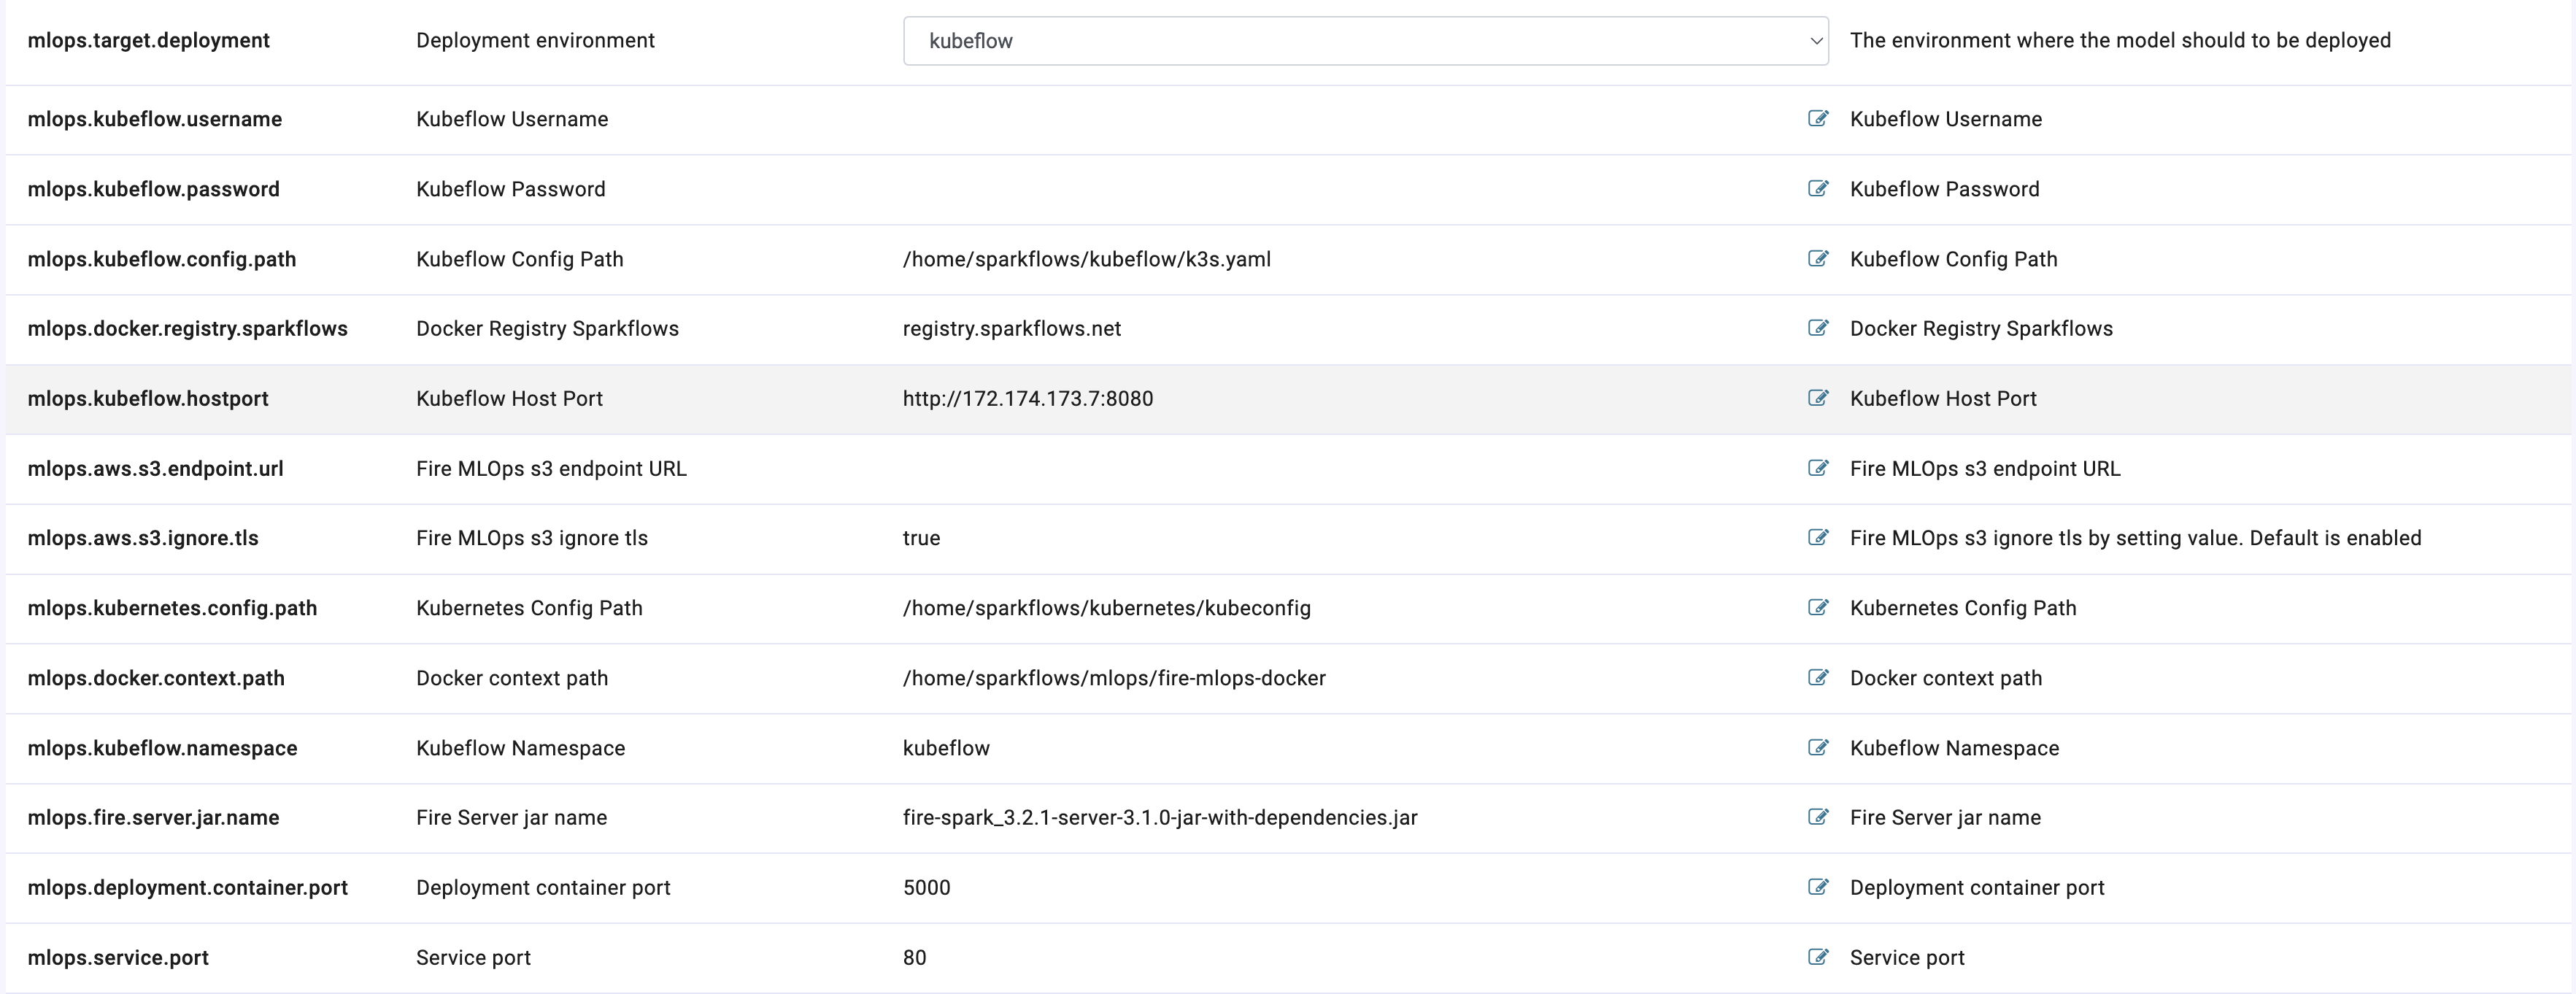 mlops.target.deployment Deployment environment kubeflow The environment where the model should to be deployed
mlops.kubeflow.username Kubeflow Username Kubeflow Username
mlops.kubeflow.password Kubeflow Password Kubeflow Password
mlops.kubeflow.config.path Kubeflow Config Path /home/sparkflows/kubeflow/k3s.yaml Kubeflow Config Path
mlops.docker.registry.sparkflows Docker Registry Sparkflows registry.sparkflows.net Docker Registry Sparkflows
mlops.kubeflow.hostport Kubeflow Host Port http://172.174.173.7:8080 Kubeflow Host Port
mlops.aws.s3.endpoint.url Fire MLOps s3 endpoint URL Fire MLOps s3 endpoint URL
mlops.aws.s3.ignore.tls Fire MLOps s3 ignore tls true Fire MLOps s3 ignore tls by setting value. Default is enabled
mlops.kubernetes.config.path Kubernetes Config Path /home/sparkflows/kubernetes/kubeconfig Kubernetes Config Path
mlops.docker.context.path Docker context path /home/sparkflows/mlops/fire-mlops-docker Docker context path
mlops.kubeflow.namespace Kubeflow Namespace kubeflow Kubeflow Namespace
mlops.fire.server.jar.name Fire Server jar name fire-spark_3.2.1-server-3.1.0-jar-with-dependencies.jar Fire Server jar name
mlops.deployment.container.port Deployment container port 5000 Deployment container port
mlops.service.port Service port 80 Service port